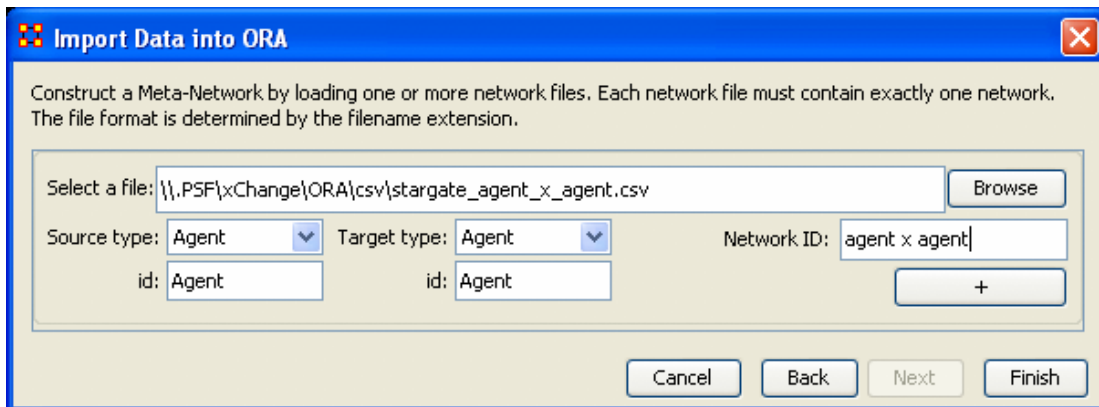 Import Data into ORA
Construct a Meta-Network by loading one or more network files. Each network file must contain exactly one network.
The file format is determined by the filename extension.
Select a file: \\.PSF\xChange\ORA\csv\stargate_agent_x_agent.csv Browse
Source type: Agent Target type: Agent Network ID: agent x agent
id: Agent id: Agent +
Cancel Back Next Finish